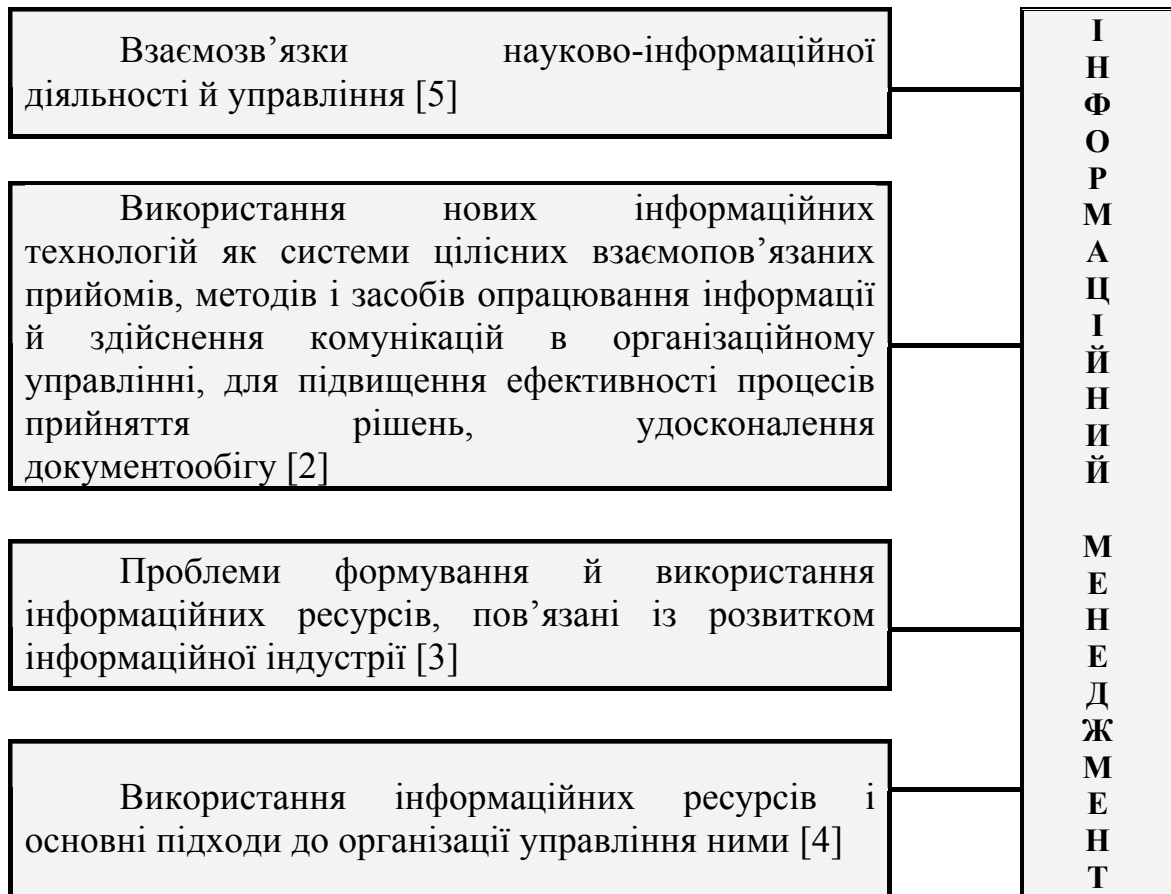 Взаємозв’язки науково-інформаційної
діяльності й управління [5]
Використання нових інформаційних
технологій як системи цілісних взаємопов’язаних
прийомів, методів і засобів опрацювання інформації
й здійснення комунікацій в організаційному
управлінні, для підвищення ефективності процесів
прийняття рішень, удосконалення
документообігу [2]
Проблеми формування й використання
інформаційних ресурсів, пов’язані із розвитком
інформаційної індустрії [3]
Використання інформаційних ресурсів і
основні підходи до організації управління ними [4]
І
Н
Ф
О
Р
М
А
Ц
І
Й
Н
И
Й
М
Е
Н
Е
Д
Ж
М
Е
Н
Т